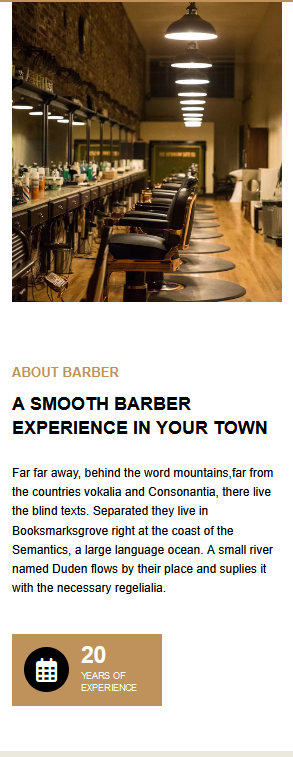 ABOUT BARBER
A SMOOTH BARBER
EXPERIENCE IN YOUR TOWN
Far far away, behind the word mountains,far from
the countries vokalia and Consonantia, there live
the blind texts. Separated they live in
Booksmarksgrove right at the coast of the
Semantics, a large language ocean. A small river
named Duden flows by their place and suplies it
with the necessary regelialia.
20
YEARS OF
EXPERIENCE